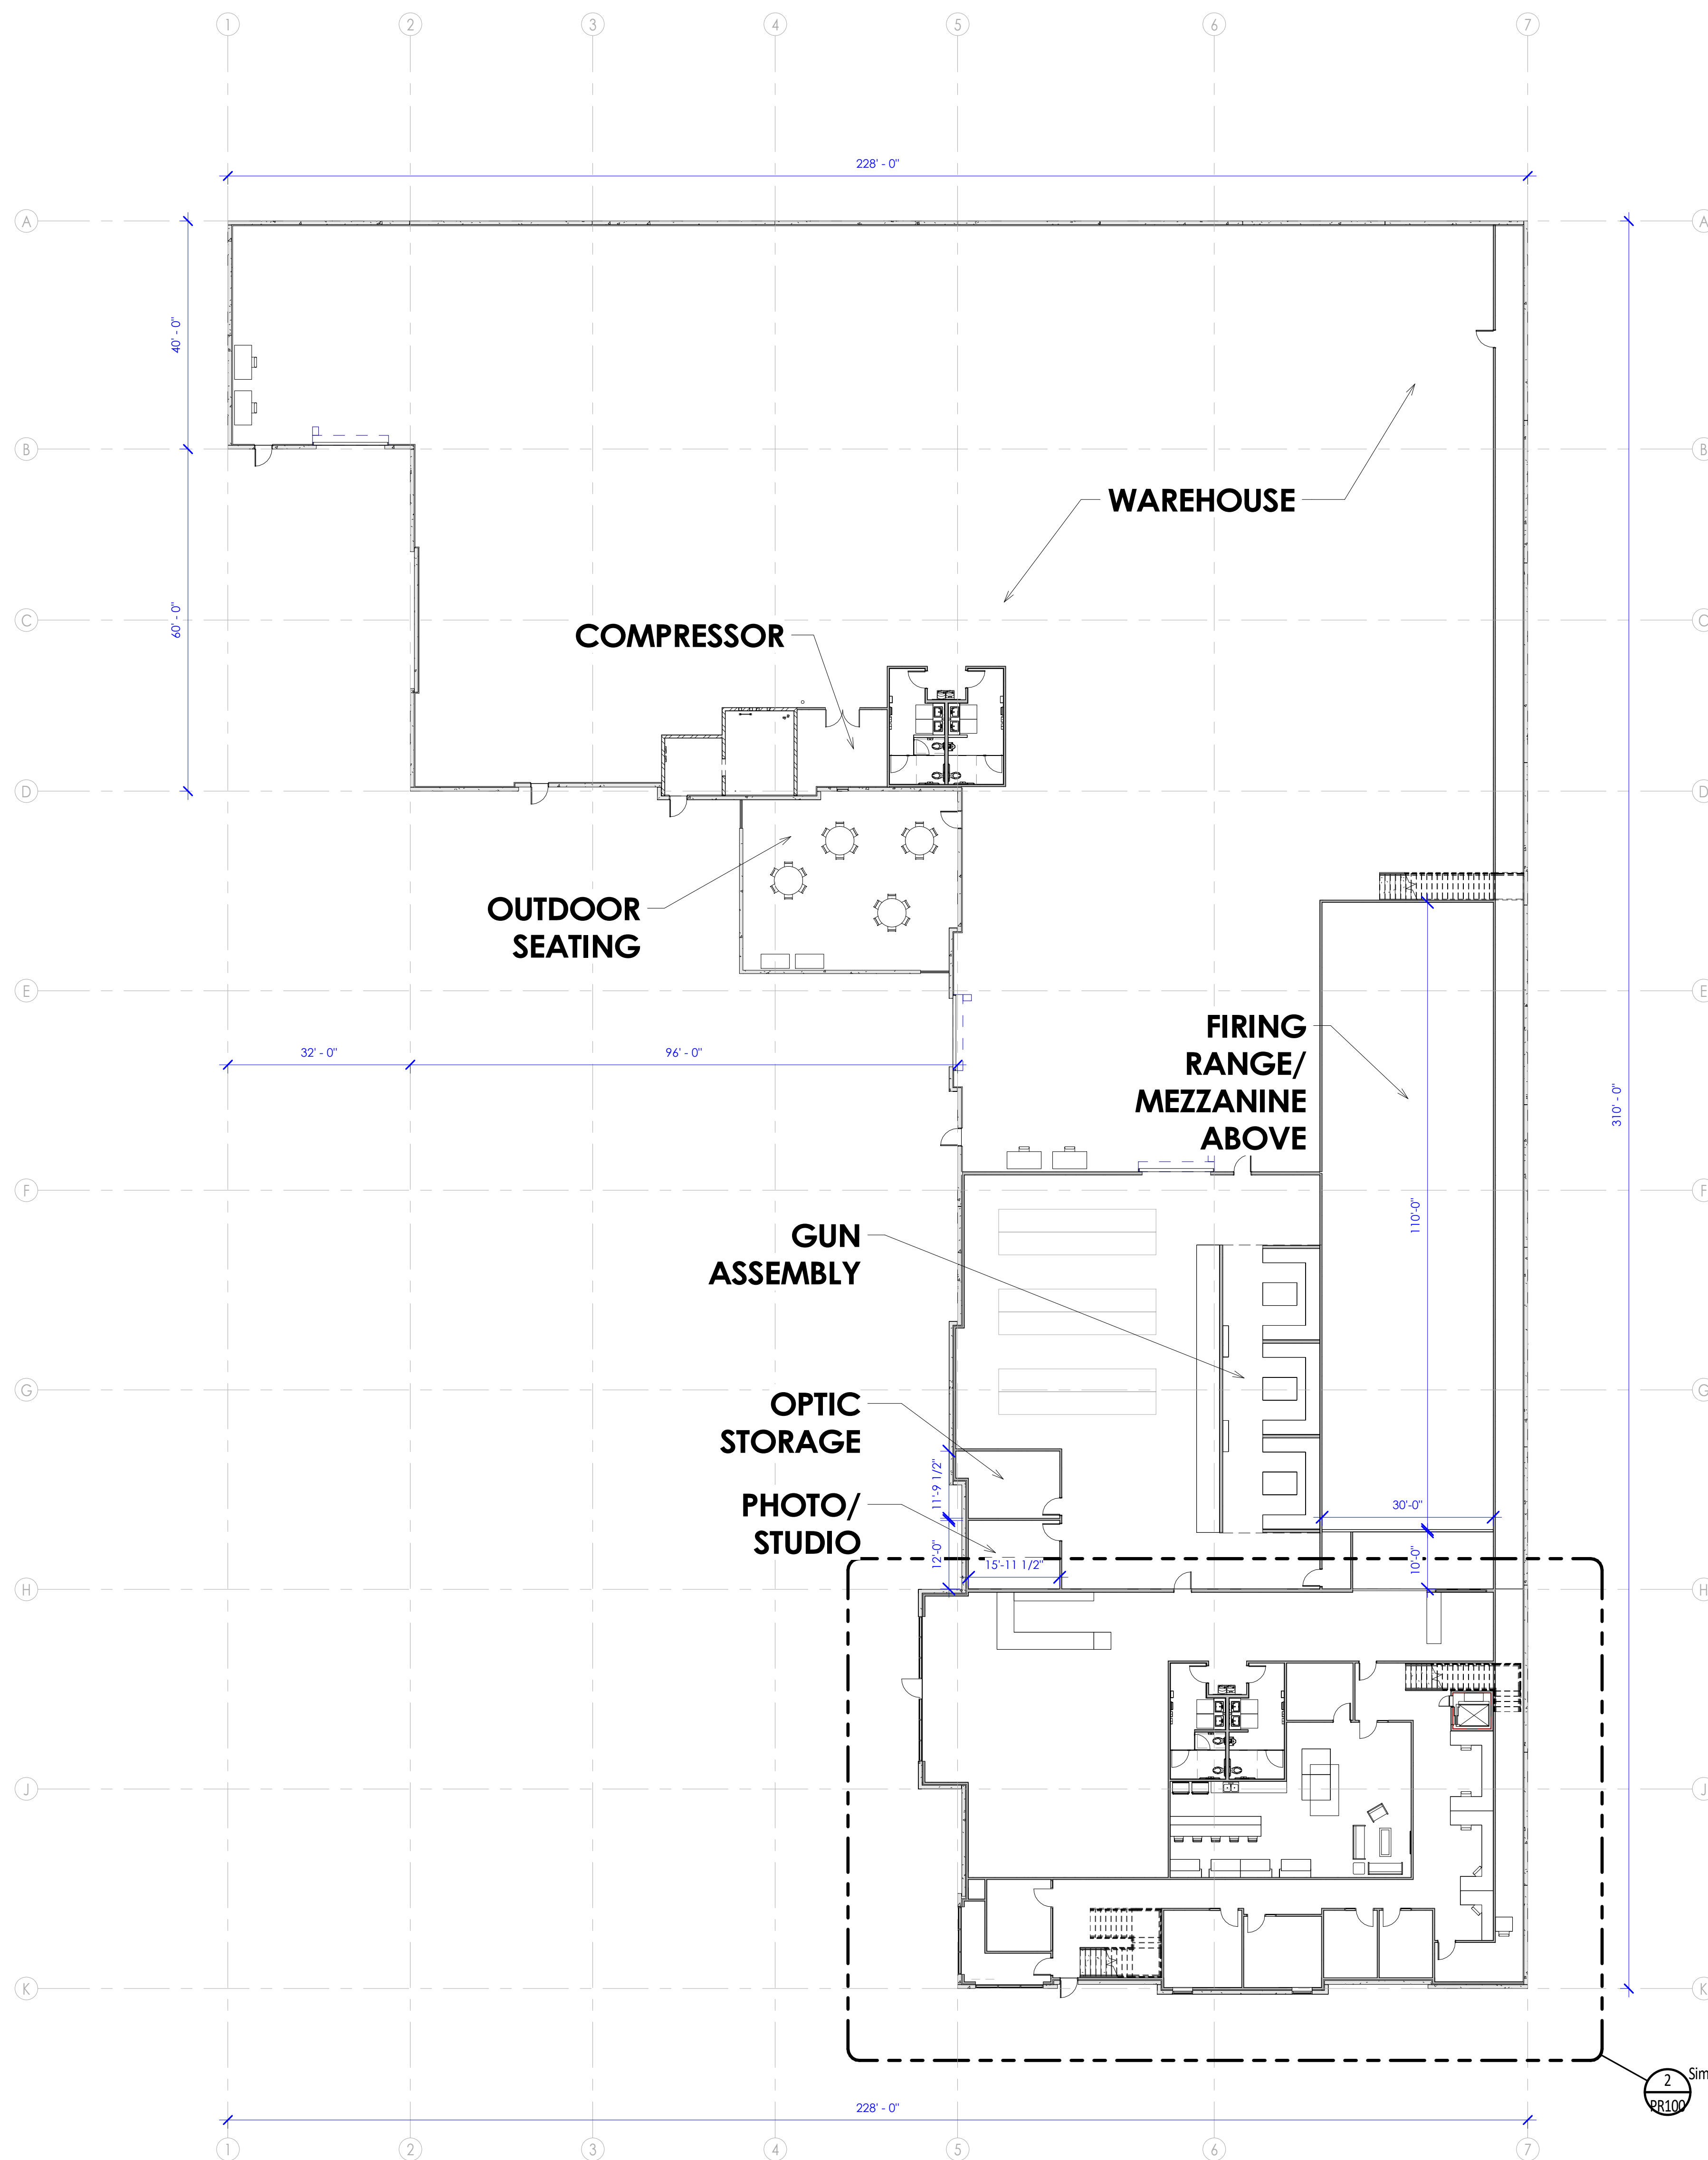 1 2 3 4 5 6 7
228' - 0"
A A
40' - 0"
B B
WAREHOUSE
60' - 0"
C C
COMPRESSOR
D D
OUTDOOR
SEATING
E E
FIRING
RANGE/
MEZZANINE
ABOVE
32' - 0" 96' - 0"
310' - 0"
F F
110'-0"
GUN
ASSEMBLY
G G
OPTIC
STORAGE
11'-9 1/2"
PHOTO/
STUDIO
30'-0"
12'-0"
15'-11 1/2"
10'-0"
H H
J J
K K
2 Sim
PR100
228' - 0"
1 2 3 4 5 6 7